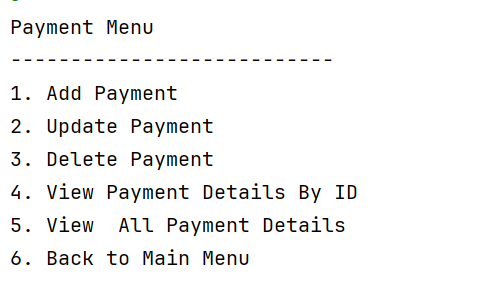 Payment Menu
---------------------------
1. Add Payment
2. Update Payment
3. Delete Payment
4. View Payment Details By ID
5. View  All Payment Details
6. Back to Main Menu